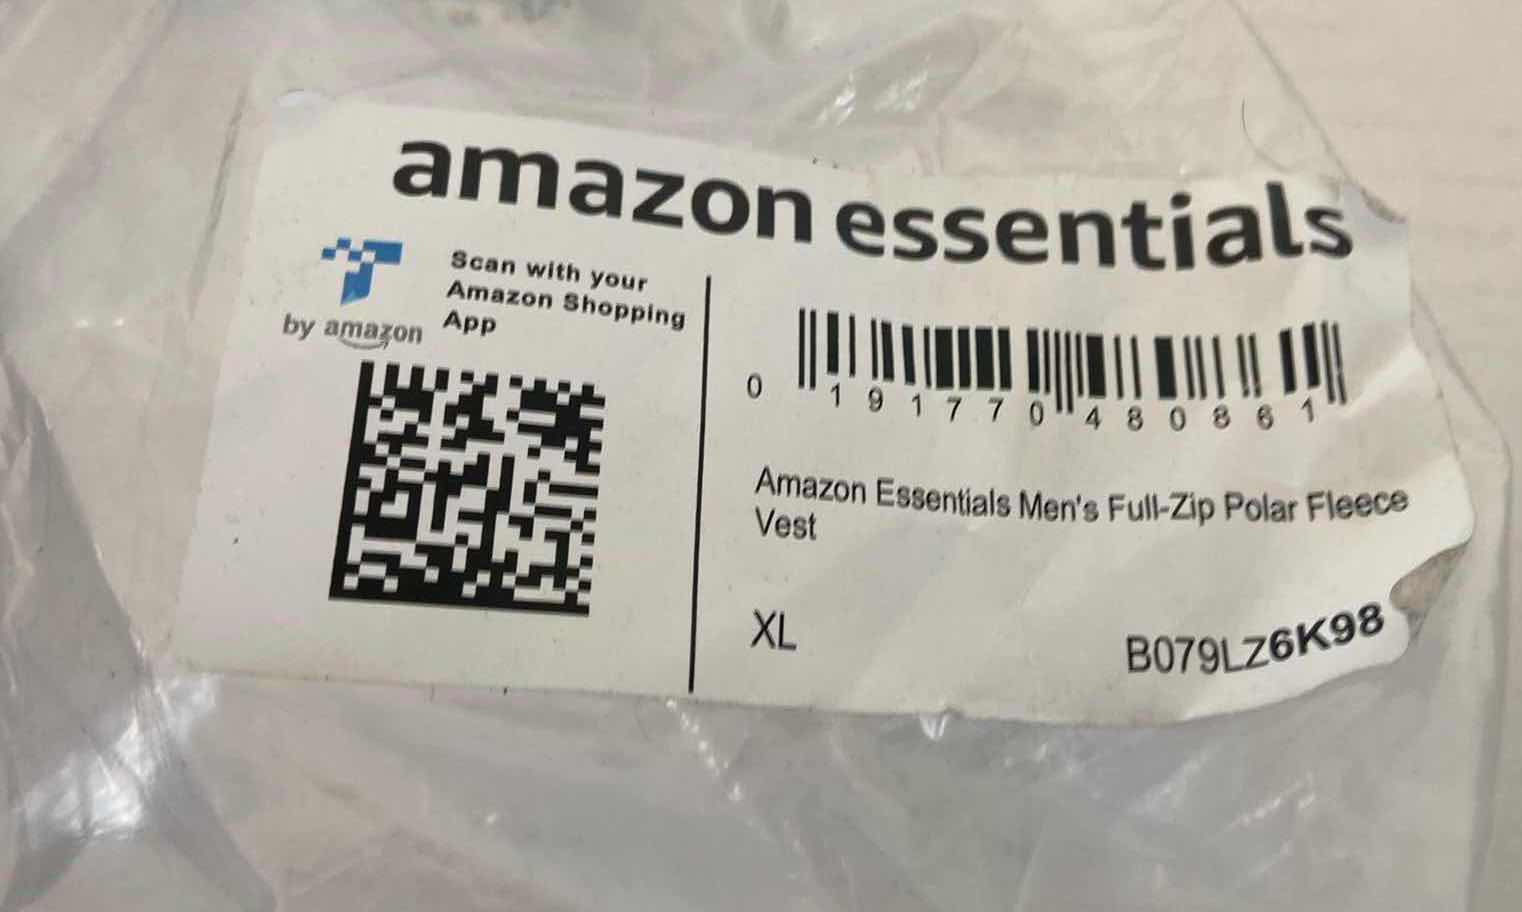 amazon essentials
Scan with your
Amazon Shopping
App
by amazon
0 191770 480861
Amazon Essentials Men's Full-Zip Polar Fleece
Vest
XL
B079LZ6K98